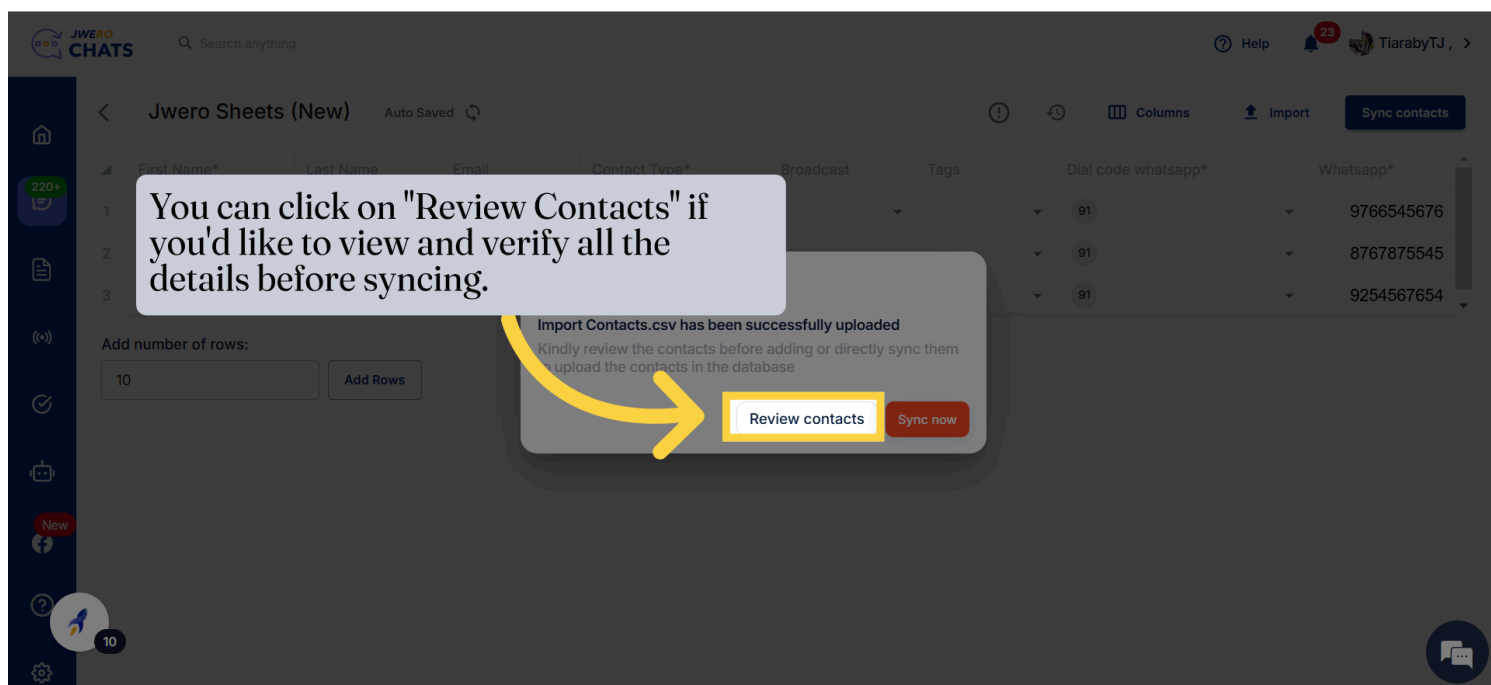 JWERO
CHATS
Search anything
Help
23
TiarabyTJ ,
Jwero Sheets (New)
Auto Saved
Columns
Import
Sync contacts
First Name*
Last Name
Email
Contact Type*
Broadcast
Tags
Dial code whatsapp*
Whatsapp*
220+
1
91
9766545676
2
91
8767875545
3
91
9254567654
You can click on "Review Contacts" if
you'd like to view and verify all the
details before syncing.
Import Contacts.csv has been successfully uploaded
Kindly review the contacts before adding or directly sync them
upload the contacts in the database
Review contacts
Sync now
Add number of rows:
10
Add Rows
New
10